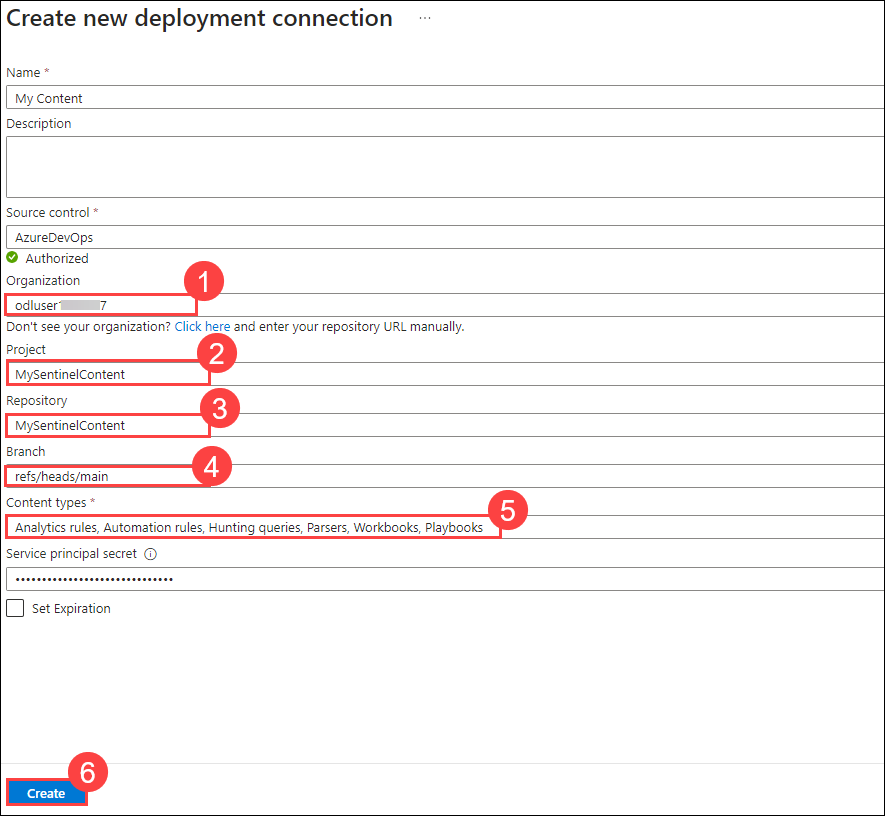 Create new deployment connection ...
Name *
My Content
Description
Source control *
AzureDevOps
Authorized
Organization
1
odluser 7
Don't see your organization? Click here and enter your repository URL manually.
Project
2
MySentinelContent
Repository
3
MySentinelContent
Branch
4
refs/heads/main
Content types *
5
Analytics rules, Automation rules, Hunting queries, Parsers, Workbooks, Playbooks
Service principal secret
••••••••••••••••••••••••••••••
Set Expiration
6
Create